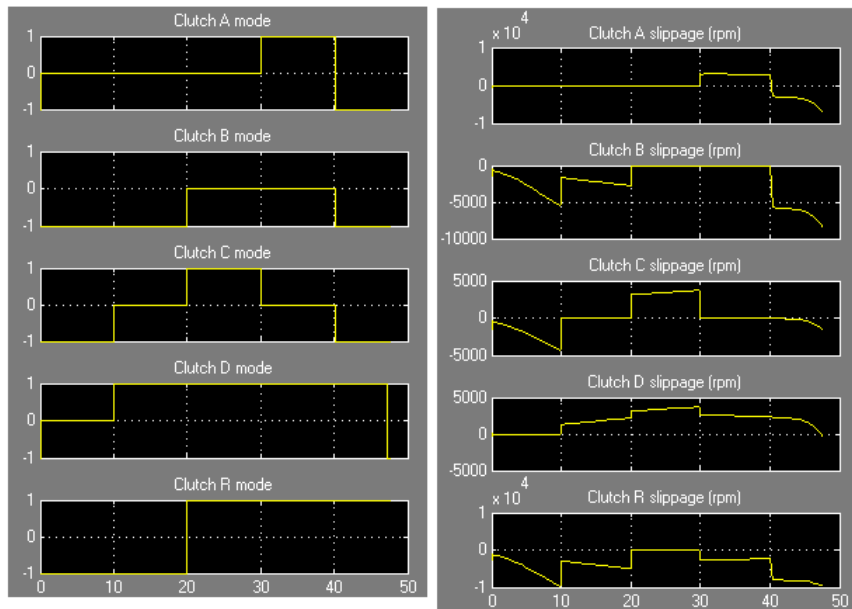 Clutch A mode
1
0
-1
Clutch B mode
1
0
-1
Clutch C mode
1
0
-1
Clutch D mode
1
0
-1
Clutch R mode
1
0
-1
0 10 20 30 40 50
x 10^4
Clutch A slippage (rpm)
1
0
-1
Clutch B slippage (rpm)
0
-5000
-10000
Clutch C slippage (rpm)
5000
0
-5000
Clutch D slippage (rpm)
5000
0
-5000
x 10^4
Clutch R slippage (rpm)
1
0
-1
0 10 20 30 40 50